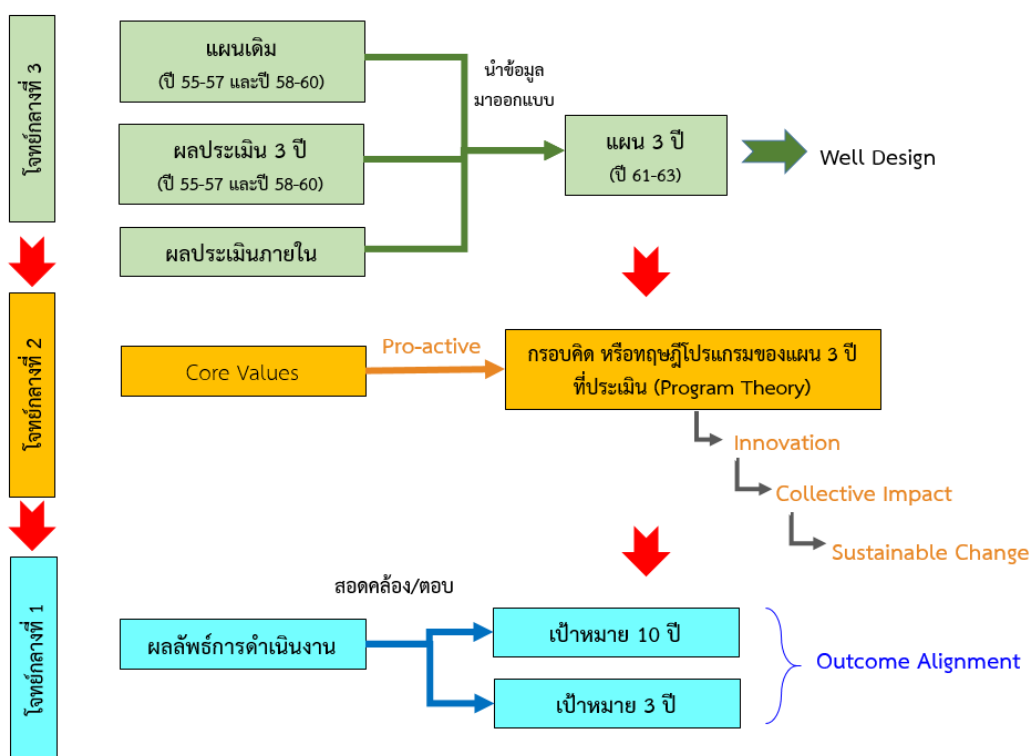 โจทย์กลางที่ 3
แผนเดิม
(ปี 55-57 และปี 58-60)
ผลประเมิน 3 ปี
(ปี 55-57 และปี 58-60)
ผลประเมินภายใน
นำข้อมูล
มาออกแบบ
แผน 3 ปี
(ปี 61-63)
Well Design
โจทย์กลางที่ 2
Core Values
Pro-active
กรอบคิด หรือทฤษฎีโปรแกรมของแผน 3 ปี
ที่ประเมิน (Program Theory)
Innovation
Collective Impact
Sustainable Change
โจทย์กลางที่ 1
ผลลัพธ์การดำเนินงาน
สอดคล้อง/ตอบ
เป้าหมาย 10 ปี
เป้าหมาย 3 ปี
Outcome Alignment